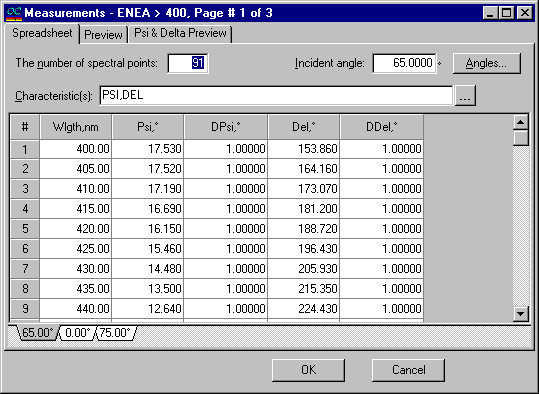 Measurements - ENEA > 400, Page # 1 of 3
Spreadsheet Preview Psi & Delta Preview
The number of spectral points: 91 Incident angle: 65.0000 ° Angles...
Characteristic(s): PSI,DEL ...
# Wlgth,nm Psi,° DPsi,° Del,° DDel,°
1 400.00 17.530 1.00000 153.860 1.00000
2 405.00 17.520 1.00000 164.160 1.00000
3 410.00 17.190 1.00000 173.070 1.00000
4 415.00 16.690 1.00000 181.200 1.00000
5 420.00 16.150 1.00000 188.720 1.00000
6 425.00 15.460 1.00000 196.430 1.00000
7 430.00 14.480 1.00000 205.930 1.00000
8 435.00 13.500 1.00000 215.350 1.00000
9 440.00 12.640 1.00000 224.430 1.00000
65.00° 0.00° 75.00°
OK Cancel